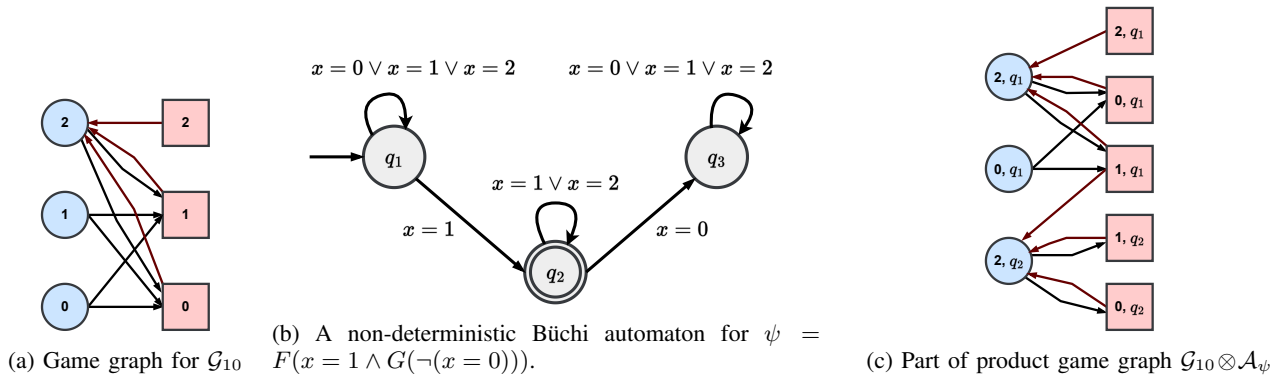 2
2
1
1
0
0
(a) Game graph for 𝒢₁₀
x = 0 ∨ x = 1 ∨ x = 2
x = 0 ∨ x = 1 ∨ x = 2
q₁
q₃
x = 1 ∨ x = 2
x = 1
x = 0
q₂
(b) A non-deterministic Büchi automaton for ψ =
F(x = 1 ∧ G(¬(x = 0))).
2, q₁
2, q₁
0, q₁
0, q₁
1, q₁
1, q₂
2, q₂
0, q₂
(c) Part of product game graph 𝒢₁₀ ⊗ 𝒜_ψ